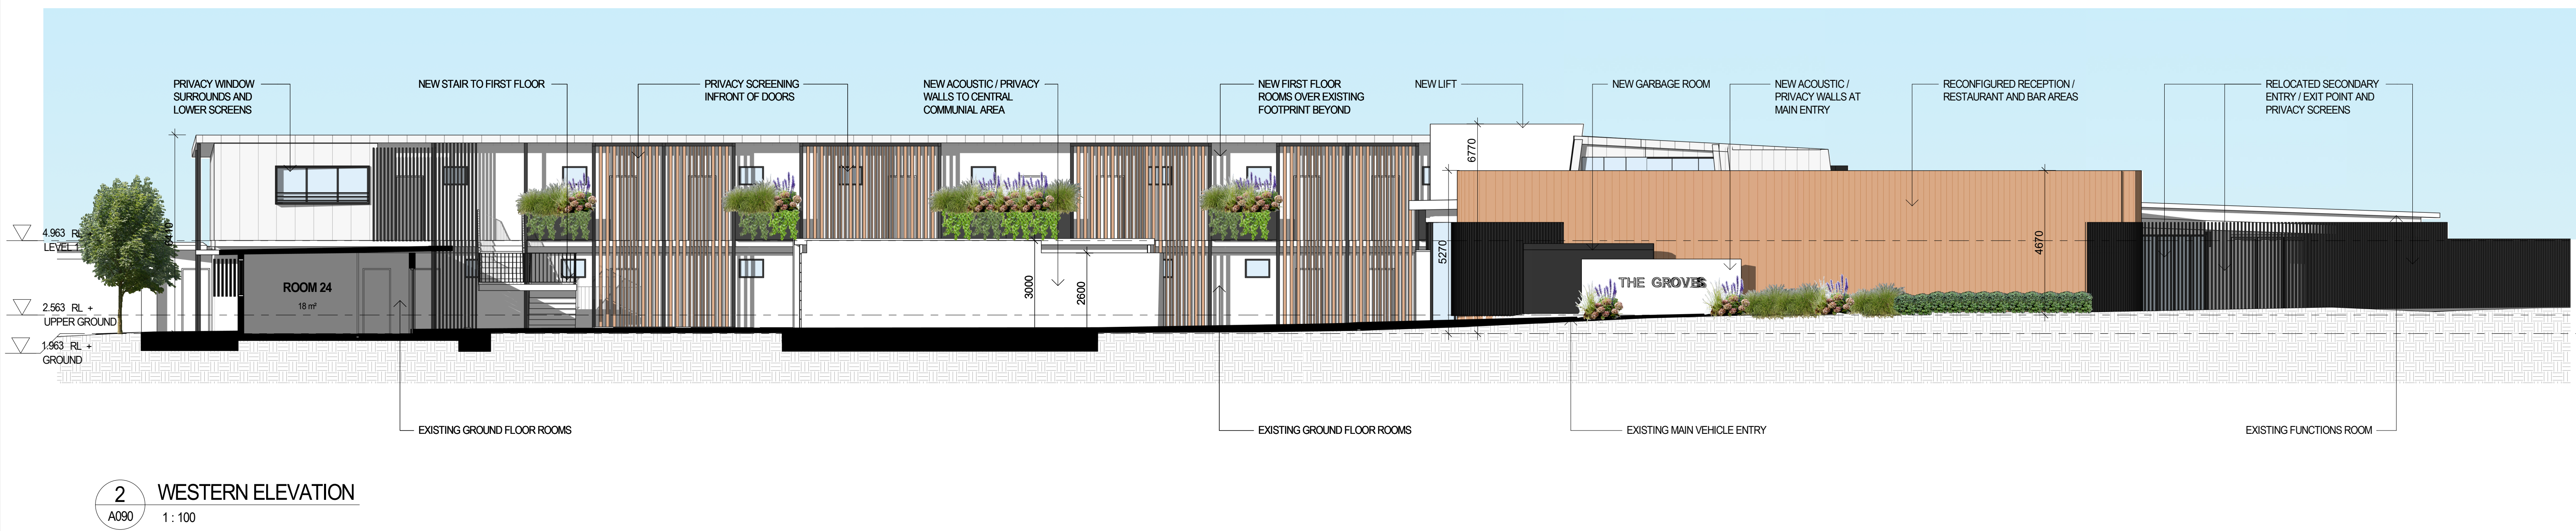 PRIVACY WINDOW
SURROUNDS AND
LOWER SCREENS
NEW STAIR TO FIRST FLOOR
PRIVACY SCREENING
INFRONT OF DOORS
NEW ACOUSTIC / PRIVACY
WALLS TO CENTRAL
COMMUNIAL AREA
NEW FIRST FLOOR
ROOMS OVER EXISTING
FOOTPRINT BEYOND
NEW LIFT
NEW GARBAGE ROOM
NEW ACOUSTIC /
PRIVACY WALLS AT
MAIN ENTRY
RECONFIGURED RECEPTION /
RESTAURANT AND BAR AREAS
RELOCATED SECONDARY
ENTRY / EXIT POINT AND
PRIVACY SCREENS
6770
4.963 RL
LEVEL 1
5270
4670
3000
2600
ROOM 24
18 m²
THE GROVES
2.563 RL +
UPPER GROUND
1.963 RL +
GROUND
EXISTING GROUND FLOOR ROOMS
EXISTING GROUND FLOOR ROOMS
EXISTING MAIN VEHICLE ENTRY
EXISTING FUNCTIONS ROOM
2
A090
WESTERN ELEVATION
1 : 100